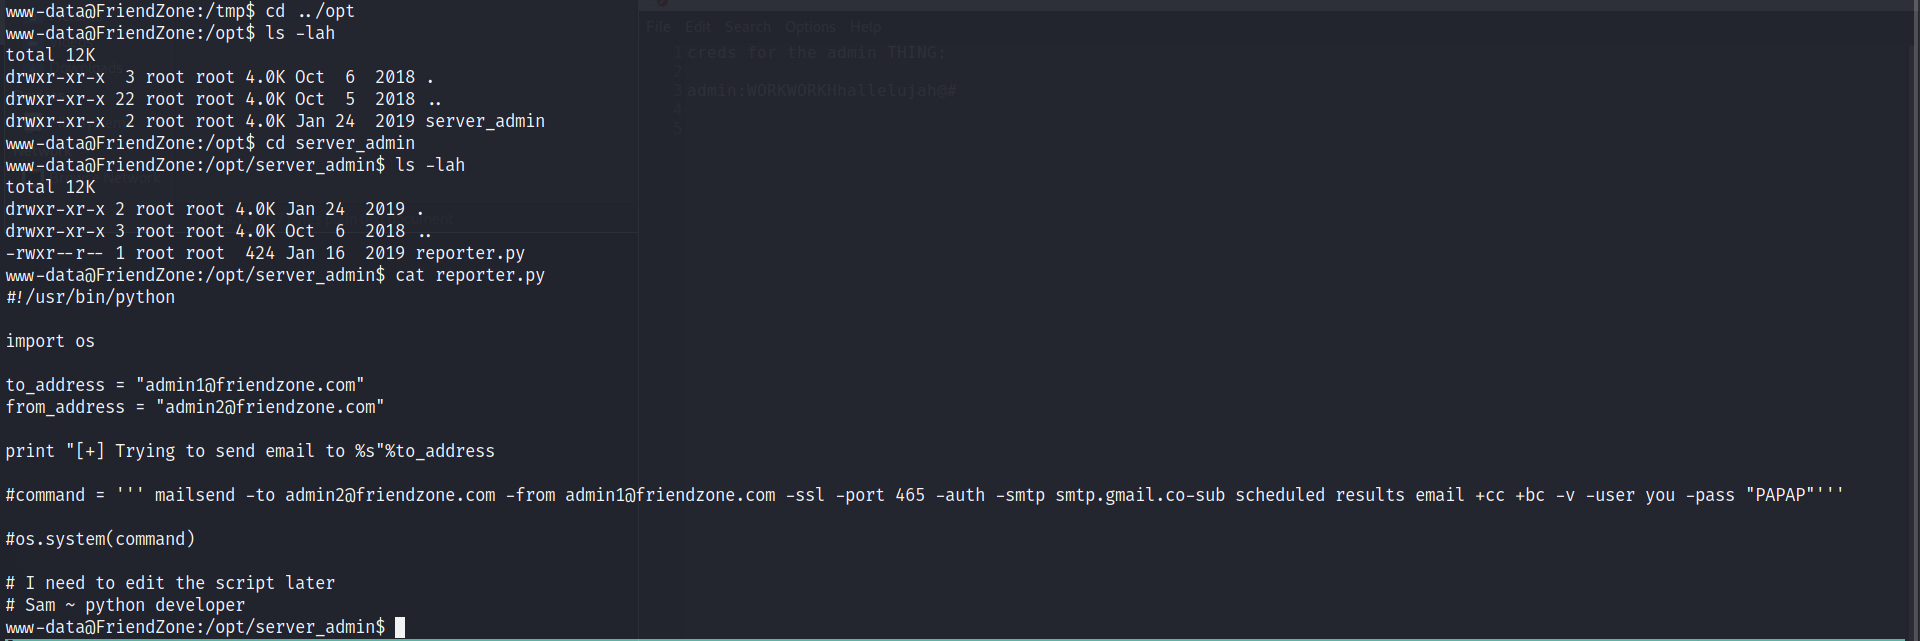 www-data@FriendZone:/tmp$ cd ../opt
www-data@FriendZone:/opt$ ls -lah
total 12K
drwxr-xr-x  3 root root 4.0K Oct  6  2018 .
drwxr-xr-x 22 root root 4.0K Oct  5  2018 ..
drwxr-xr-x  2 root root 4.0K Jan 24  2019 server_admin
www-data@FriendZone:/opt$ cd server_admin
www-data@FriendZone:/opt/server_admin$ ls -lah
total 12K
drwxr-xr-x 2 root root 4.0K Jan 24  2019 .
drwxr-xr-x 3 root root 4.0K Oct  6  2018 ..
-rwxr--r-- 1 root root  424 Jan 16  2019 reporter.py
www-data@FriendZone:/opt/server_admin$ cat reporter.py
#!/usr/bin/python
import os
to_address = "admin1@friendzone.com"
from_address = "admin2@friendzone.com"
print "[+] Trying to send email to %s"%to_address
#command = ''' mailsend -to admin2@friendzone.com -from admin1@friendzone.com -ssl -port 465 -auth -smtp smtp.gmail.co-sub scheduled results email +cc +bc -v -user you -pass "PAPAP"'''
#os.system(command)
# I need to edit the script later
# Sam ~ python developer
www-data@FriendZone:/opt/server_admin$
File Edit Search Options Help
1 creds for the admin THING:
2
3 admin:WORKWORKHhallelujah@#
4
5